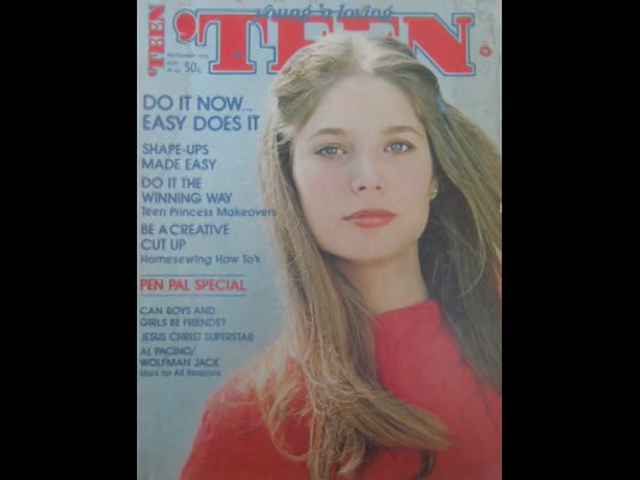 young 'n loving
TEEN
'TEEN
50¢
DO IT NOW...
EASY DOES IT
SHAPE-UPS
MADE EASY
DO IT THE
WINNING WAY
Teen Princess Makeovers
BE A CREATIVE
CUT UP
Homesewing How To's
PEN PAL SPECIAL
CAN BOYS AND
GIRLS BE FRIENDS?
JESUS CHRIST SUPERSTAR
AL PACINO/
WOLFMAN JACK
Stars for All Reasons